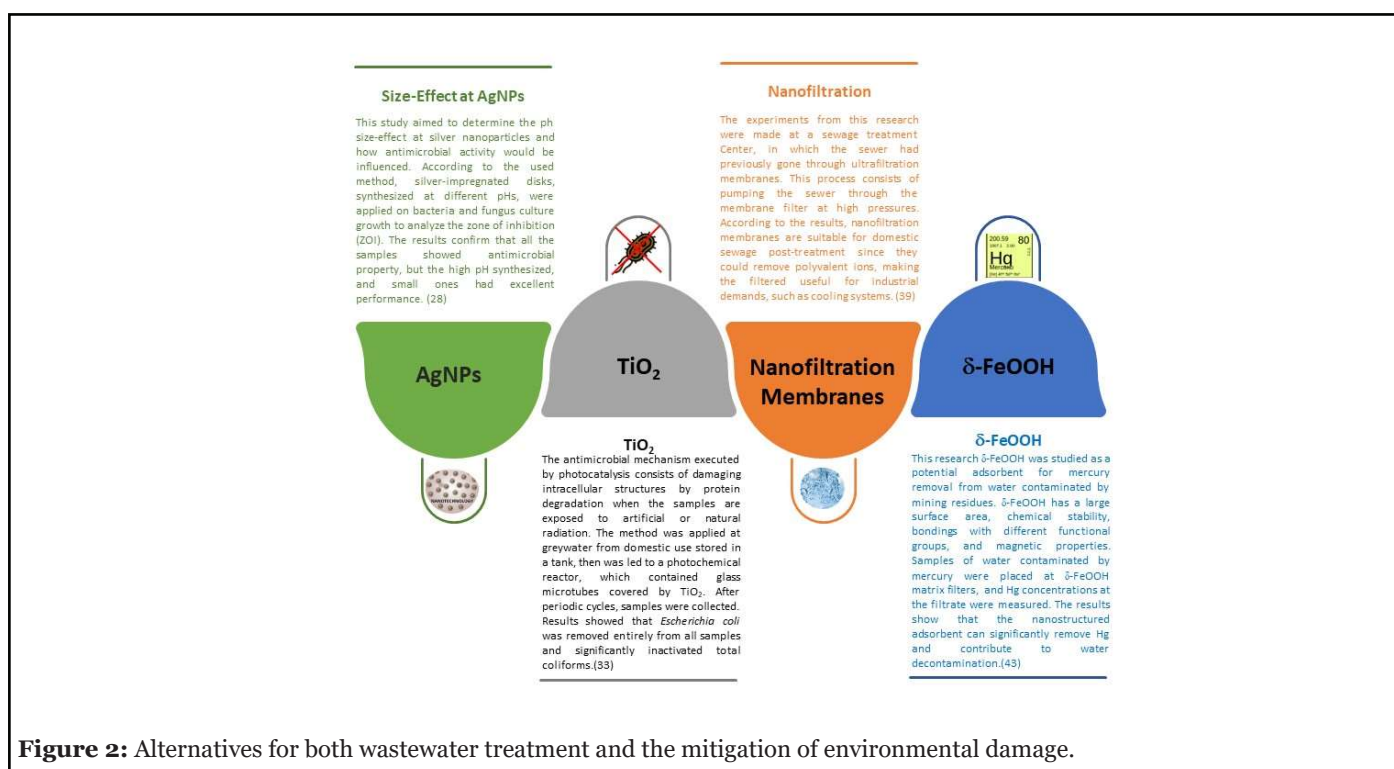 Size-Effect at AgNPs
This study aimed to determine the ph
size-effect at silver nanoparticles and
how antimicrobial activity would be
influenced. According to the used
method, silver-impregnated disks,
synthesized at different pHs, were
applied on bacteria and fungus culture
growth to analyze the zone of inhibition
(ZOI). The results confirm that all the
samples showed antimicrobial
property, but the high pH synthesized,
and small ones had excellent
performance. (28)
AgNPs
NANOTECHNOLOGY
TiO₂
TiO₂
The antimicrobial mechanism executed
by photocatalysis consists of damaging
intracellular structures by protein
degradation when the samples are
exposed to artificial or natural
radiation. The method was applied at
greywater from domestic use stored in
a tank, then was led to a photochemical
reactor, which contained glass
microtubes covered by TiO₂. After
periodic cycles, samples were collected.
Results showed that Escherichia coli
was removed entirely from all samples
and significantly inactivated total
coliforms.(33)
Nanofiltration
The experiments from this research
were made at a sewage treatment
Center, in which the sewer had
previously gone through ultrafiltration
membranes. This process consists of
pumping the sewer through the
membrane filter at high pressures.
According to the results, nanofiltration
membranes are suitable for domestic
sewage post-treatment since they
could remove polyvalent ions, making
the filtered useful for industrial
demands, such as cooling systems. (39)
Nanofiltration
Membranes
200.59 80
Hg
Mercury
δ-FeOOH
δ-FeOOH
This research δ-FeOOH was studied as a
potential adsorbent for mercury
removal from water contaminated by
mining residues. δ-FeOOH has a large
surface area, chemical stability,
bondings with different functional
groups, and magnetic properties.
Samples of water contaminated by
mercury were placed at δ-FeOOH
matrix filters, and Hg concentrations at
the filtrate were measured. The results
show that the nanostructured
adsorbent can significantly remove Hg
and contribute to water
decontamination.(43)
Figure 2: Alternatives for both wastewater treatment and the mitigation of environmental damage.